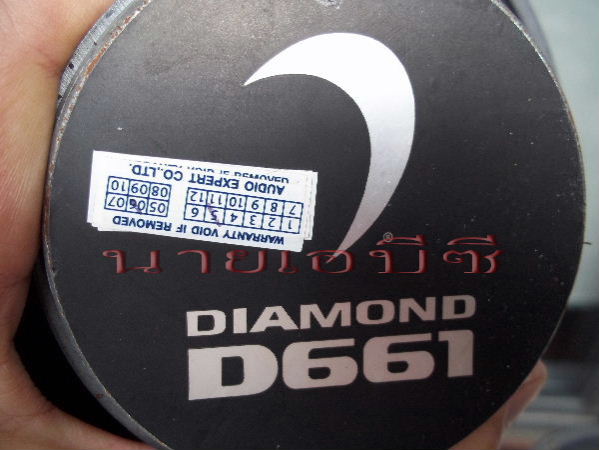 WARRANTY VOID IF REMOVED
1 2 3 4 5 6
7 8 9 10 11 12
05 06 07
08 09 10
AUDIO EXPERT CO.,LTD.
นายเอบีซี
®
DIAMOND
D661